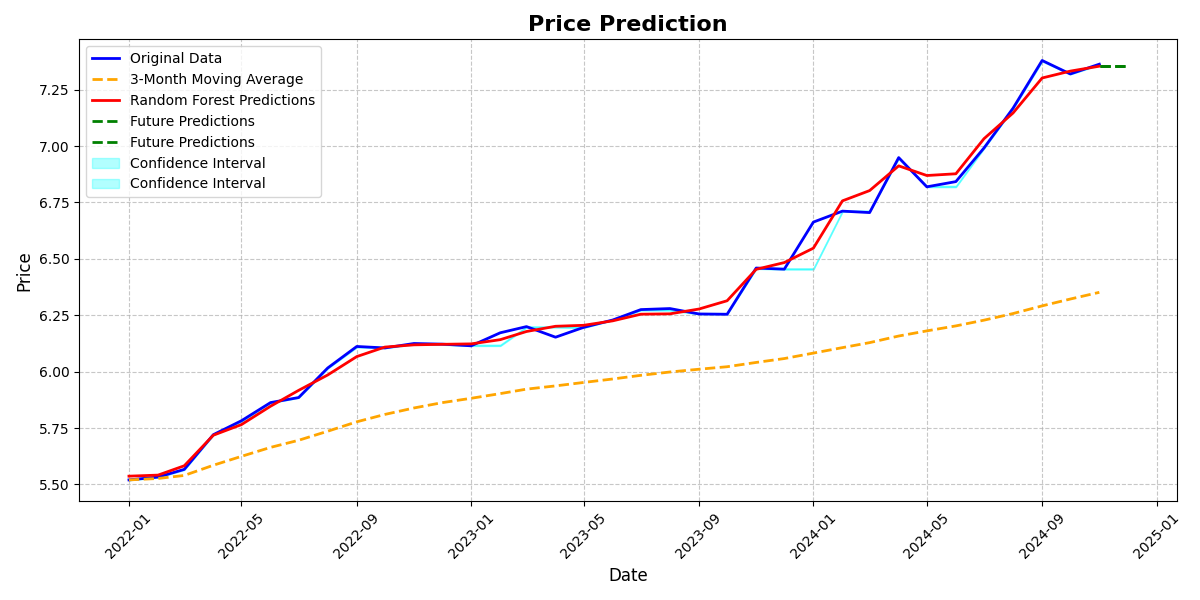 Price Prediction
Original Data
3-Month Moving Average
Random Forest Predictions
Future Predictions
Future Predictions
Confidence Interval
Confidence Interval
7.25
7.00
6.75
6.50
6.25
6.00
5.75
5.50
Price
2022-01
2022-05
2022-09
2023-01
2023-05
2023-09
2024-01
2024-05
2024-09
2025-01
Date